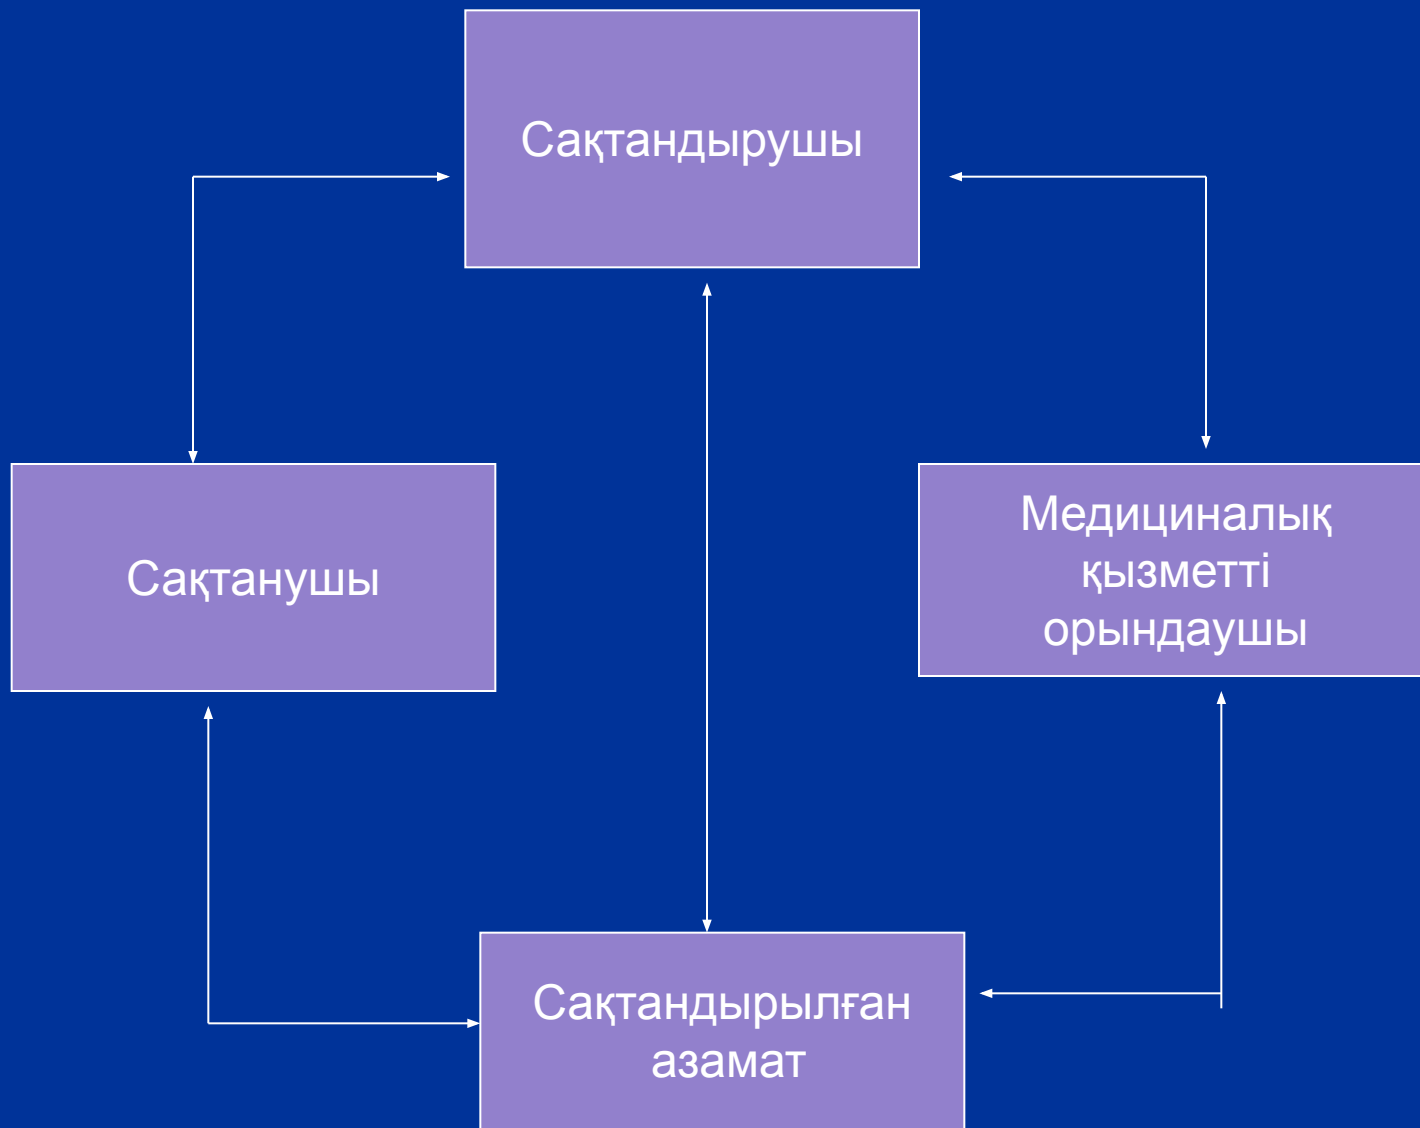 Сақтандырушы
Сақтанушы
Медициналық
қызметті
орындаушы
Сақтандырылған
азамат